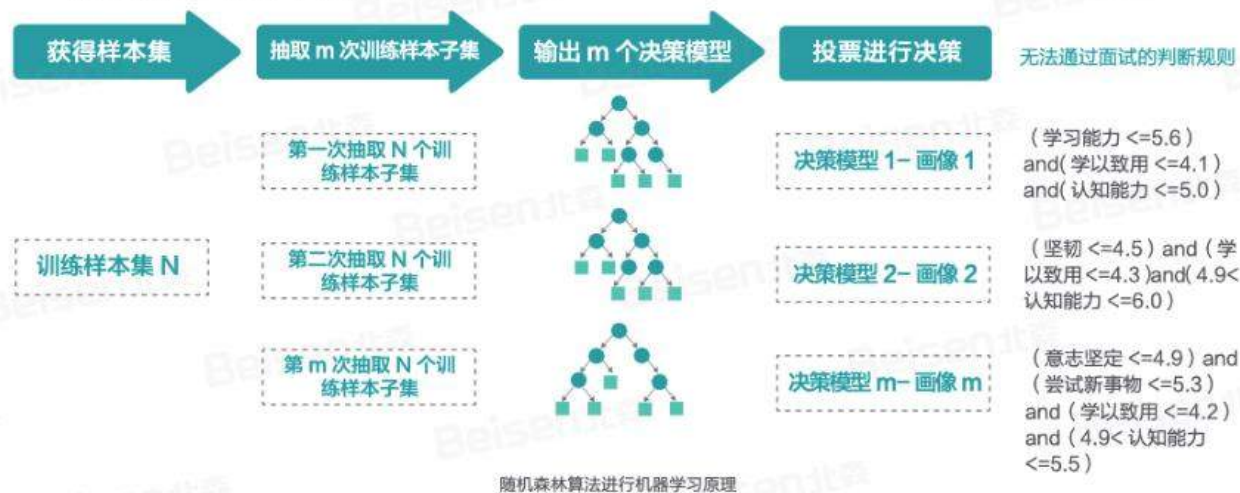 获得样本集
抽取 m 次训练样本子集
输出 m 个决策模型
投票进行决策
无法通过面试的判断规则
训练样本集 N
第一次抽取 N 个训
练样本子集
决策模型 1– 画像 1
（学习能力 <=5.6）
and( 学以致用 <=4.1）
and( 认知能力 <=5.0）
第二次抽取 N 个训
练样本子集
决策模型 2– 画像 2
（坚韧 <=4.5）and（学
以致用 <=4.3 )and( 4.9<
认知能力 <=6.0）
第 m 次抽取 N 个训
练样本子集
决策模型 m– 画像 m
（意志坚定 <=4.9）and
（尝试新事物 <=5.3）
and（学以致用 <=4.2）
and（4.9< 认知能力
<=5.5）
随机森林算法进行机器学习原理
Beisen北森